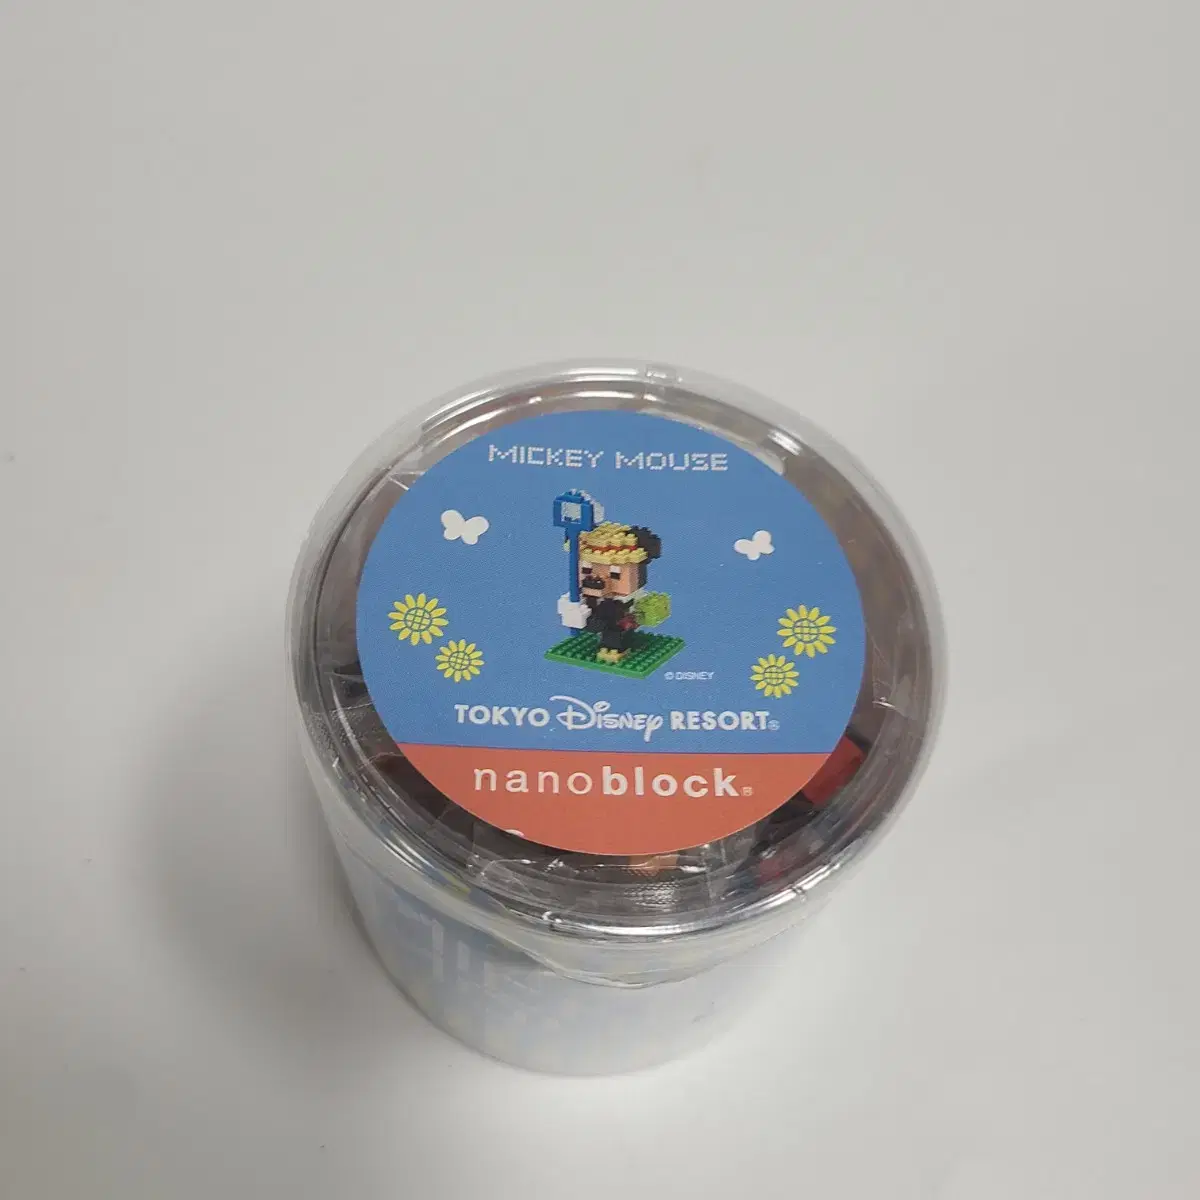 MICKEY MOUSE
© DISNEY
TOKYO Disney RESORT®
nanoblock®